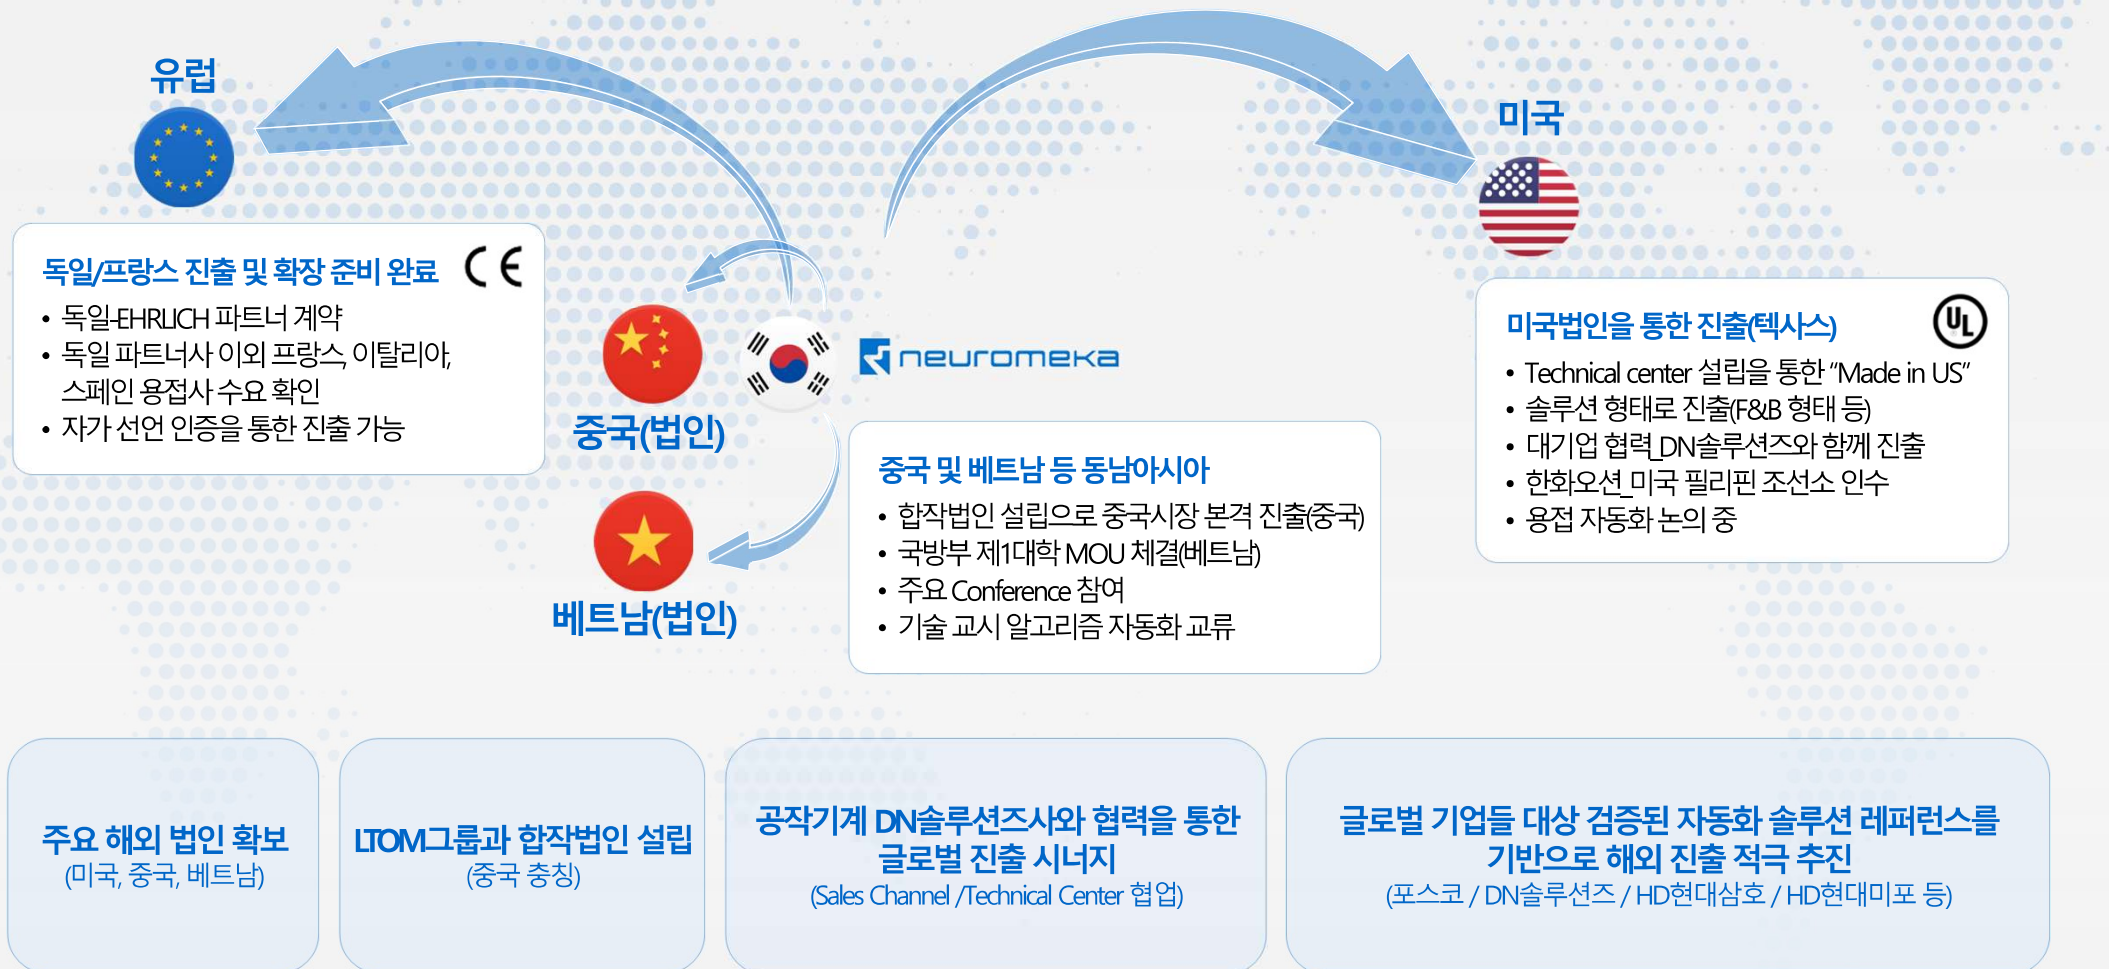 유럽
독일/프랑스 진출 및 확장 준비 완료
CE
• 독일-EHRLICH 파트너 계약
• 독일 파트너사 이외 프랑스, 이탈리아,
스페인 용접사 수요 확인
• 자가 선언 인증을 통한 진출 가능
중국(법인)
neuromeka
베트남(법인)
중국 및 베트남 등 동남아시아
• 합작법인 설립으로 중국시장 본격 진출(중국)
• 국방부 제1대학 MOU 체결(베트남)
• 주요 Conference 참여
• 기술 교시 알고리즘 자동화 교류
미국
미국법인을 통한 진출(텍사스)
UL
• Technical center 설립을 통한 “Made in US”
• 솔루션 형태로 진출(F&B 형태 등)
• 대기업 협력_DN솔루션즈와 함께 진출
• 한화오션_미국 필리핀 조선소 인수
• 용접 자동화 논의 중
주요 해외 법인 확보
(미국, 중국, 베트남)
LTOM그룹과 합작법인 설립
(중국 충칭)
공작기계 DN솔루션즈사와 협력을 통한
글로벌 진출 시너지
(Sales Channel /Technical Center 협업)
글로벌 기업들 대상 검증된 자동화 솔루션 레퍼런스를
기반으로 해외 진출 적극 추진
(포스코 / DN솔루션즈 / HD현대삼호 / HD현대미포 등)